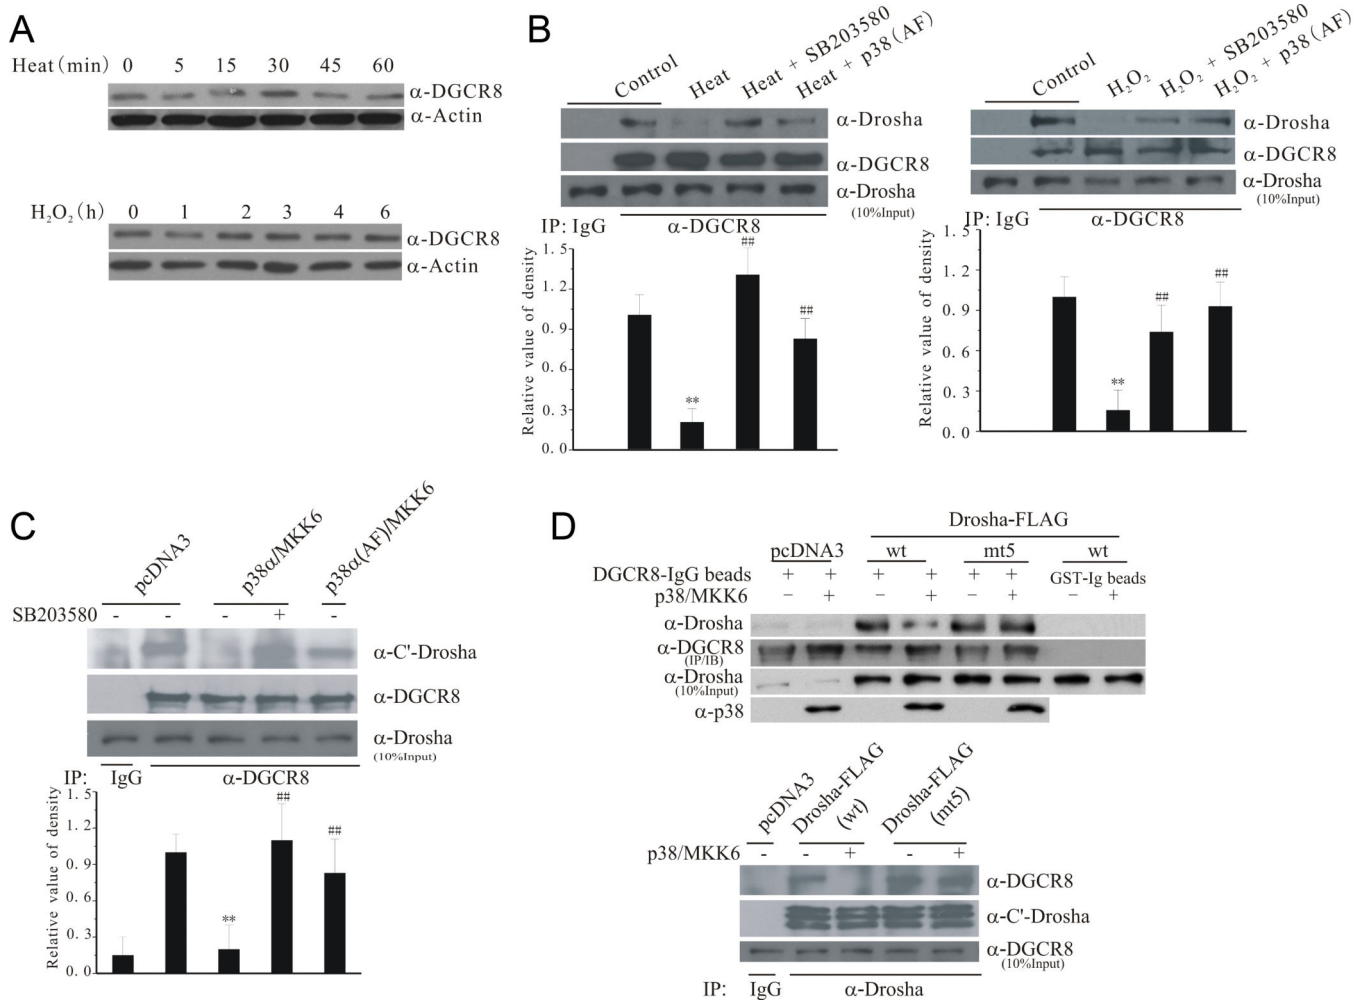 A
Heat(min) 0 5 15 30 45 60
α-DGCR8
α-Actin
H₂O₂(h) 0 1 2 3 4 6
α-DGCR8
α-Actin
B
Control Heat Heat + SB203580 Heat + p38(AF)
α-Drosha
α-DGCR8
α-Drosha
(10%Input)
IP: IgG α-DGCR8
Relative value of density
1.5
1.2
0.9
0.6
0.3
0.0
** ## ##
Control H₂O₂ H₂O₂ + SB203580 H₂O₂ + p38(AF)
α-Drosha
α-DGCR8
α-Drosha
(10%Input)
IP: IgG α-DGCR8
Relative value of density
1.5
1.2
0.9
0.6
0.3
0.0
** ## ##
C
pcDNA3 p38α/MKK6 p38α(AF)/MKK6
SB203580 - - - + -
α-C'-Drosha
α-DGCR8
α-Drosha
(10%Input)
IP: IgG α-DGCR8
Relative value of density
1.5
1.2
0.9
0.6
0.3
0.0
** ## ##
D
Drosha-FLAG
pcDNA3 wt mt5 wt
DGCR8-IgG beads + + + + + + GST-Ig beads
p38/MKK6 − + − + − + − +
α-Drosha
α-DGCR8
(IP/IB)
α-Drosha
(10%Input)
α-p38
pcDNA3 Drosha-FLAG (wt) Drosha-FLAG (mt5)
p38/MKK6 - - + - +
α-DGCR8
α-C'-Drosha
α-DGCR8
(10%Input)
IP: IgG α-Drosha